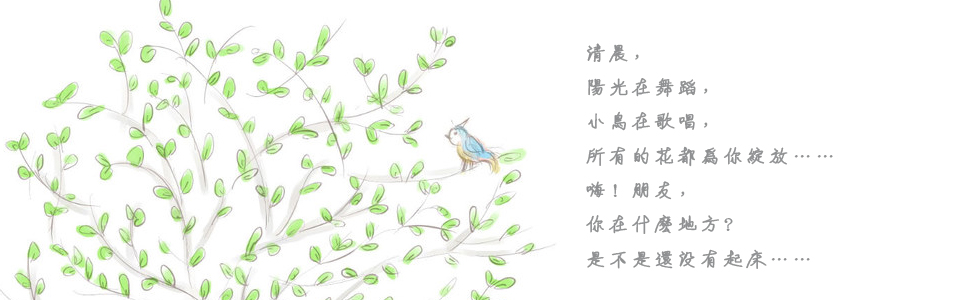 清晨，
陽光在舞蹈，
小鳥在歌唱，
所有的花都爲你綻放……
嗨！朋友，
你在什麼地方？
是不是還没有起床……